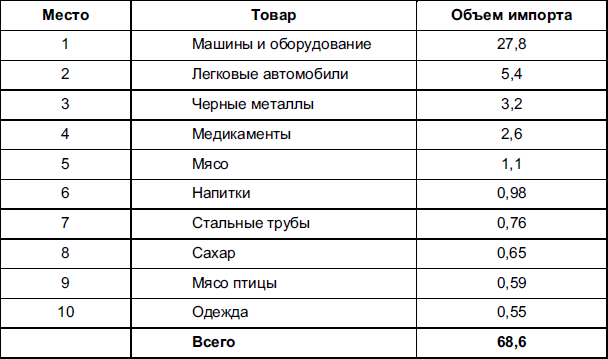 Место Товар Объем импорта
1 Машины и оборудование 27,8
2 Легковые автомобили 5,4
3 Черные металлы 3,2
4 Медикаменты 2,6
5 Мясо 1,1
6 Напитки 0,98
7 Стальные трубы 0,76
8 Сахар 0,65
9 Мясо птицы 0,59
10 Одежда 0,55
Всего 68,6